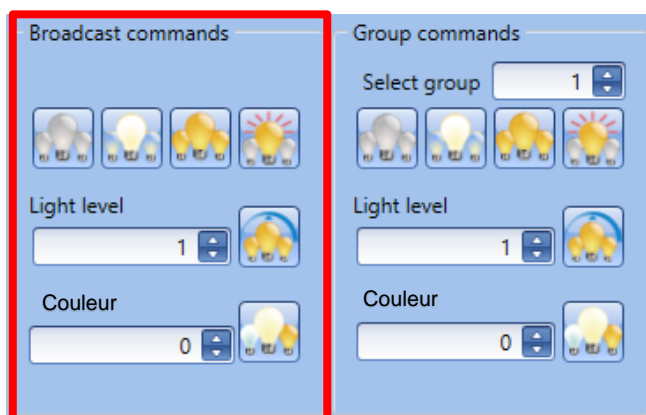 Broadcast commands
Light level
1
Couleur
0
Group commands
Select group 1
Light level
1
Couleur
0